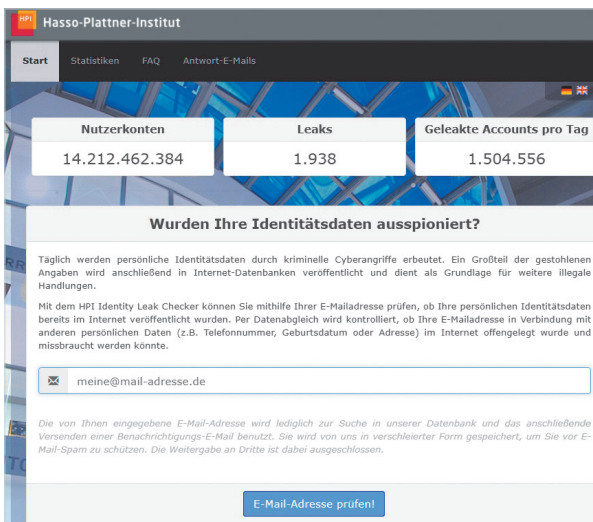 HPI Hasso-Plattner-Institut
Start Statistiken FAQ Antwort-E-Mails
Nutzerkonten Leaks Geleakte Accounts pro Tag
14.212.462.384 1.938 1.504.556
Wurden Ihre Identitätsdaten ausspioniert?
Täglich werden persönliche Identitätsdaten durch kriminelle Cyberangriffe erbeutet. Ein Großteil der gestohlenen
Angaben wird anschließend in Internet-Datenbanken veröffentlicht und dient als Grundlage für weitere illegale
Handlungen.
Mit dem HPI Identity Leak Checker können Sie mithilfe Ihrer E-Mailadresse prüfen, ob Ihre persönlichen Identitätsdaten
bereits im Internet veröffentlicht wurden. Per Datenabgleich wird kontrolliert, ob Ihre E-Mailadresse in Verbindung mit
anderen persönlichen Daten (z.B. Telefonnummer, Geburtsdatum oder Adresse) im Internet offengelegt wurde und
missbraucht werden könnte.
meine@mail-adresse.de
Die von Ihnen eingegebene E-Mail-Adresse wird lediglich zur Suche in unserer Datenbank und das anschließende
Versenden einer Benachrichtigungs-E-Mail benutzt. Sie wird von uns in verschleierter Form gespeichert, um Sie vor E-
Mail-Spam zu schützen. Die Weitergabe an Dritte ist dabei ausgeschlossen.
E-Mail-Adresse prüfen!